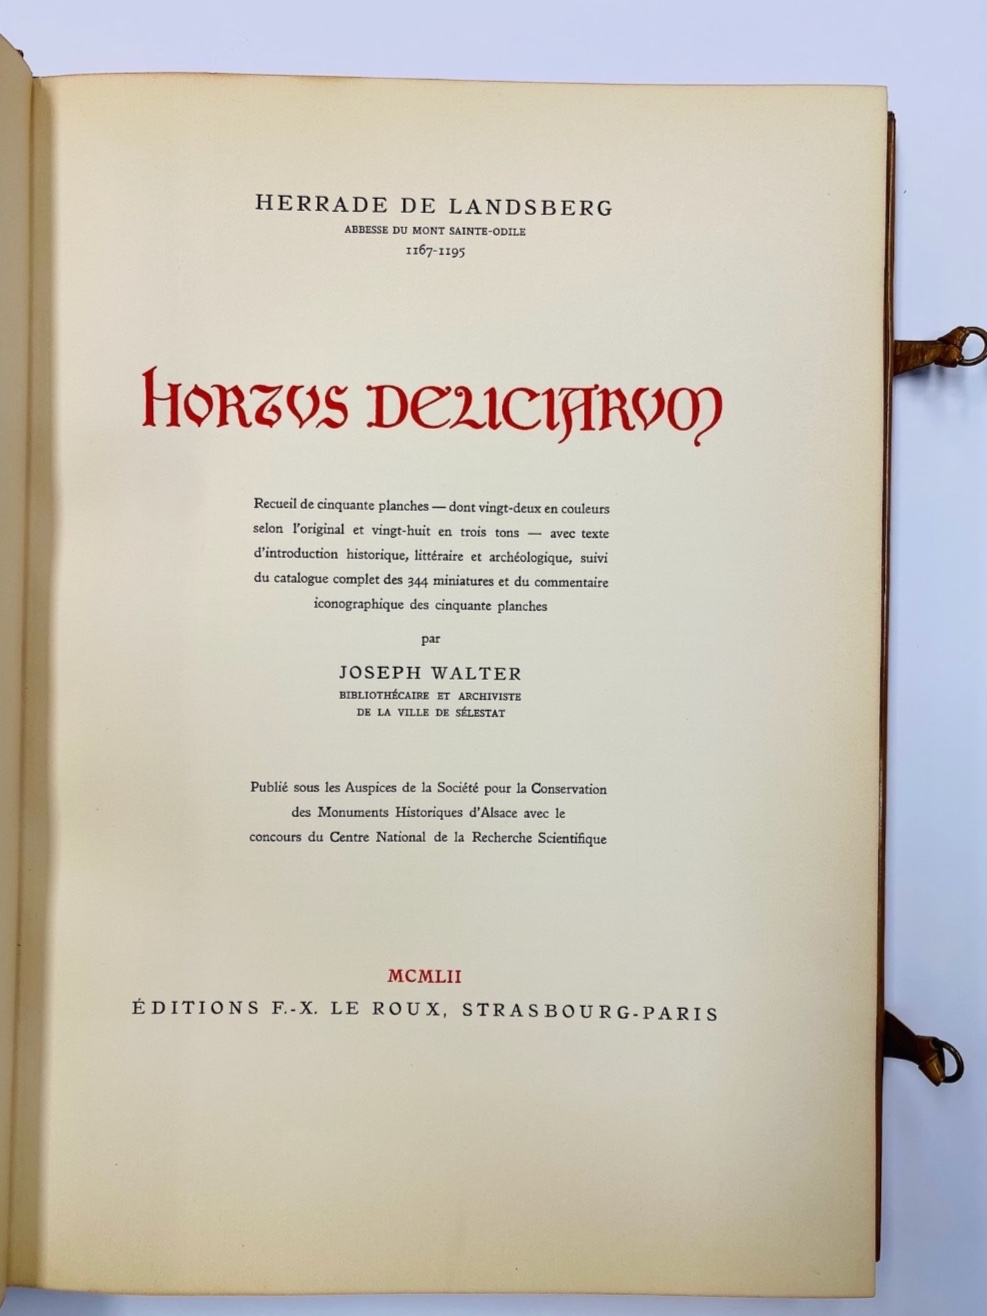 HERRADE DE LANDSBERG
ABBESSE DU MONT SAINTE-ODILE
1167-1195
HORTVS DELICIARVM
Recueil de cinquante planches — dont vingt-deux en couleurs
selon l'original et vingt-huit en trois tons — avec texte
d'introduction historique, littéraire et archéologique, suivi
du catalogue complet des 344 miniatures et du commentaire
iconographique des cinquante planches
par
JOSEPH WALTER
BIBLIOTHÉCAIRE ET ARCHIVISTE
DE LA VILLE DE SÉLESTAT
Publié sous les Auspices de la Société pour la Conservation
des Monuments Historiques d'Alsace avec le
concours du Centre National de la Recherche Scientifique
MCMLII
ÉDITIONS F.-X. LE ROUX, STRASBOURG-PARIS